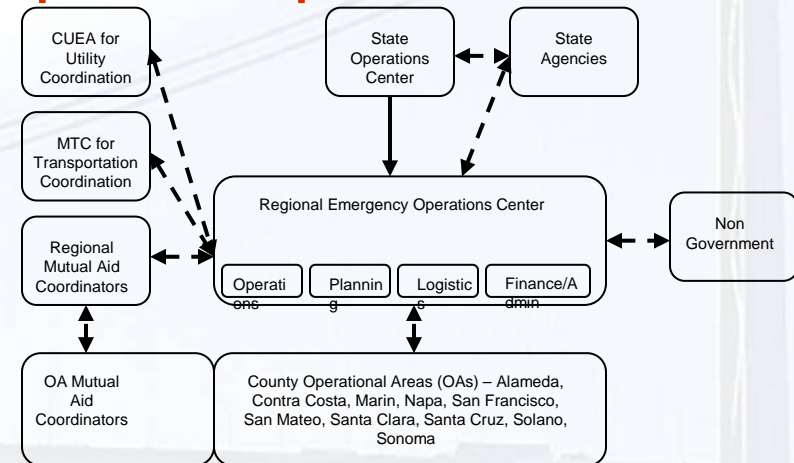 CUEA for
Utility
Coordination
State
Operations
Center
State
Agencies
MTC for
Transportation
Coordination
Regional Emergency Operations Center
Non
Government
Regional
Mutual Aid
Coordinators
Operati
ons
Plannin
g
Logistic
s
Finance/A
dmin
OA Mutual
Aid
Coordinators
County Operational Areas (OAs) – Alameda,
Contra Costa, Marin, Napa, San Francisco,
San Mateo, Santa Clara, Santa Cruz, Solano,
Sonoma